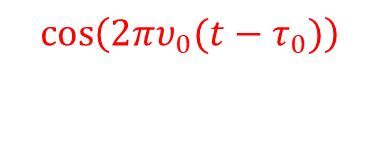 cos(2𝜋𝜐₀(𝑡 − 𝜏₀))